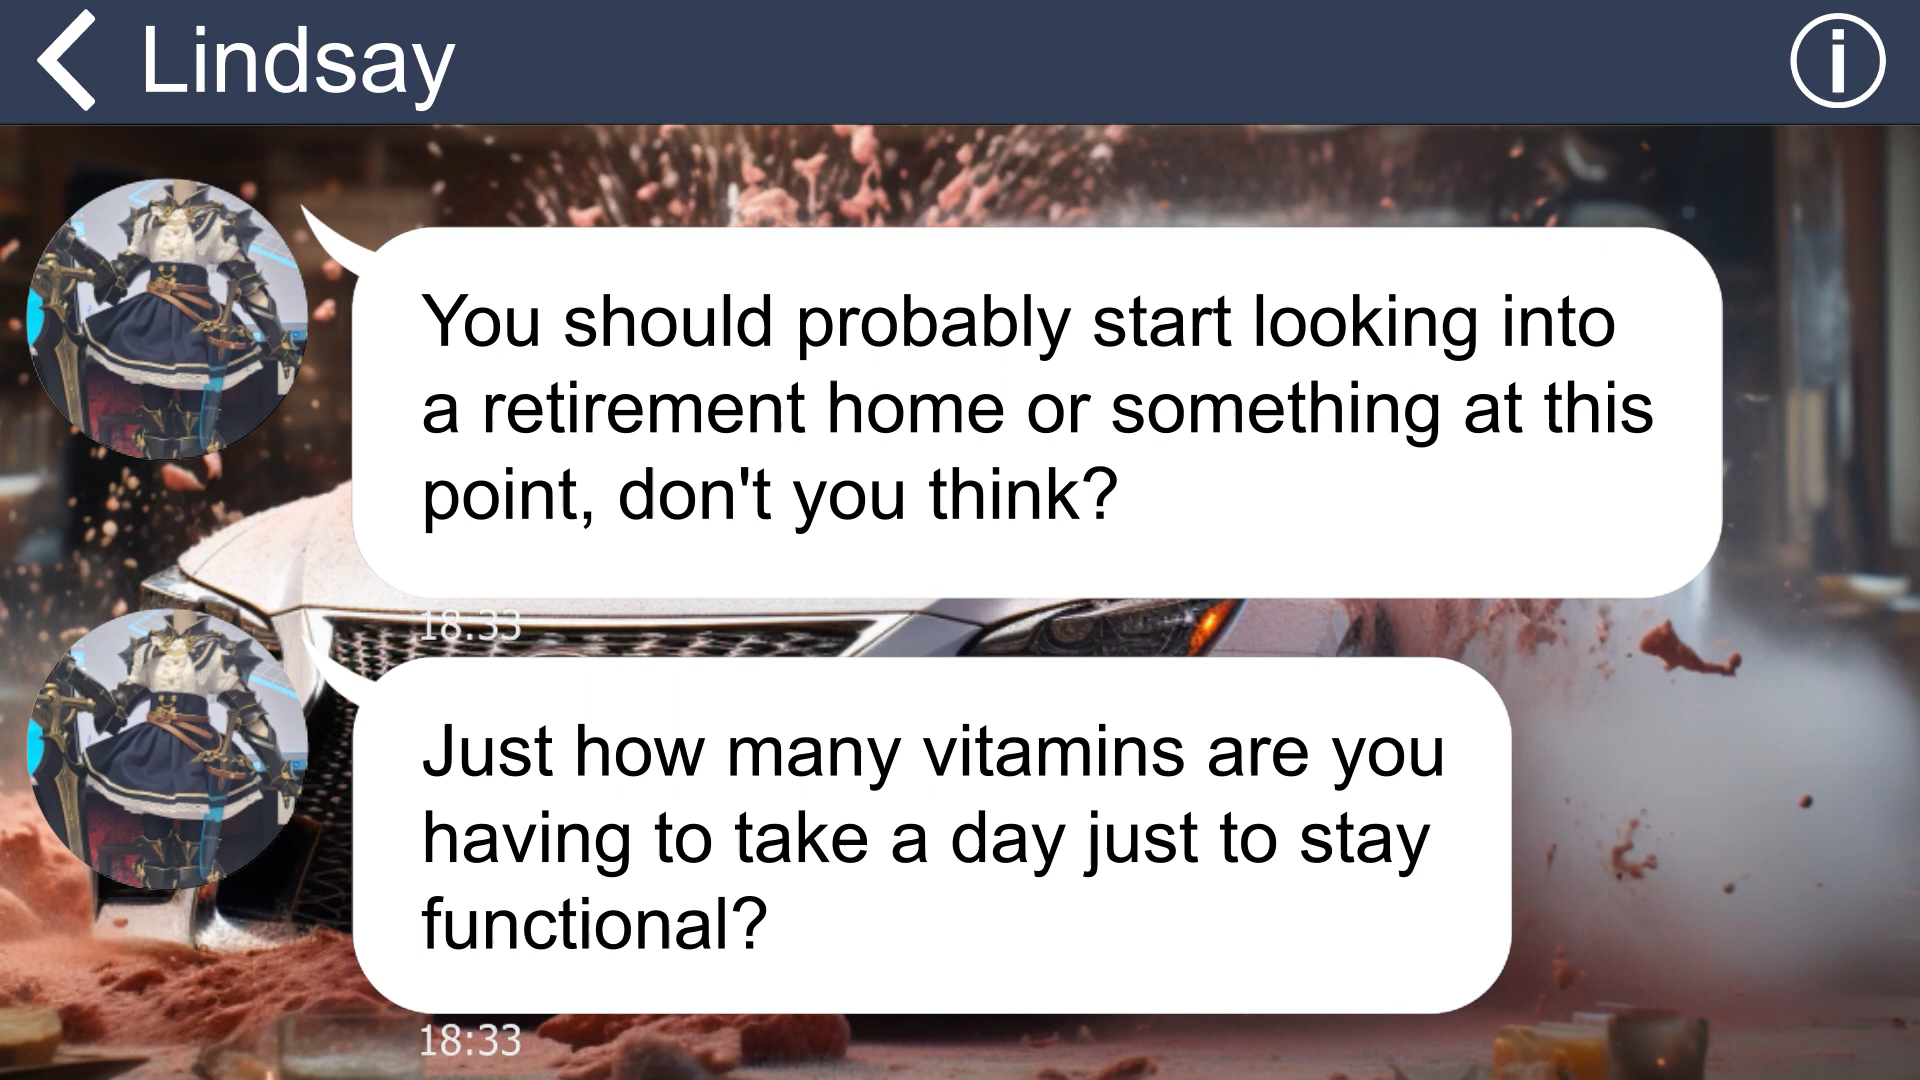 Lindsay
You should probably start looking into
a retirement home or something at this
point, don't you think?
18:33
Just how many vitamins are you
having to take a day just to stay
functional?
18:33